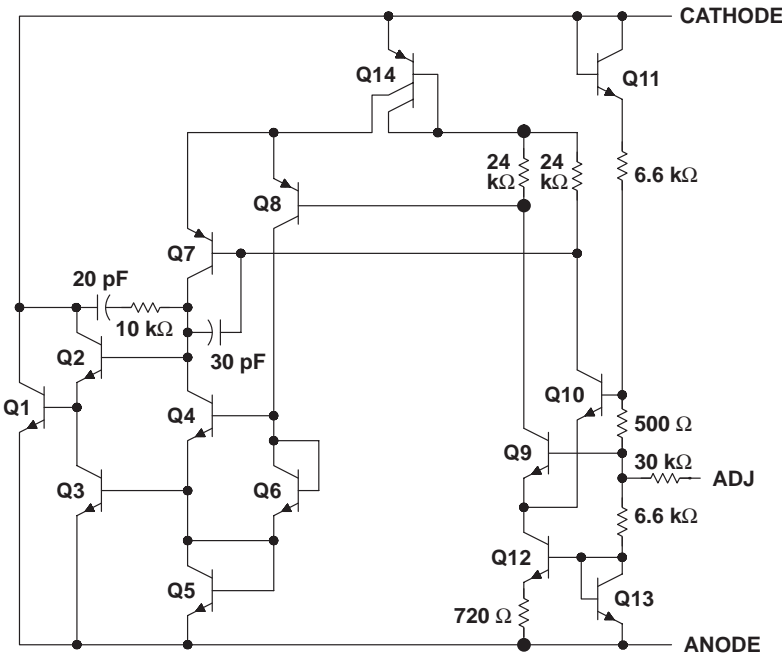 CATHODE
Q14
Q11
24
kΩ
24
kΩ
6.6 kΩ
Q8
Q7
20 pF
10 kΩ
30 pF
Q2
Q10
Q1
Q4
500 Ω
Q9
30 kΩ
ADJ
Q3
Q6
6.6 kΩ
Q12
Q5
Q13
720 Ω
ANODE